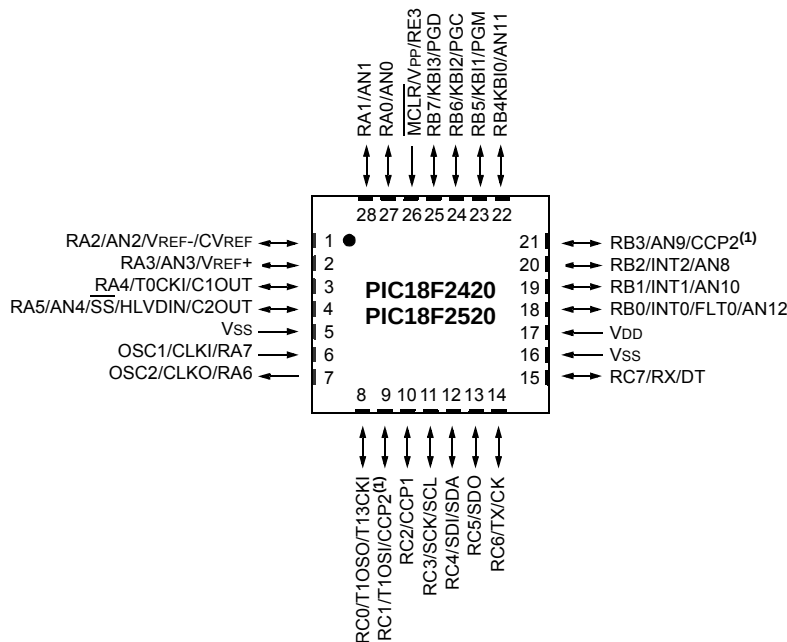 RA1/AN1
RA0/AN0
MCLR/VPP/RE3
RB7/KBI3/PGD
RB6/KBI2/PGC
RB5/KBI1/PGM
RB4KBI0/AN11
28 27 26 25 24 23 22
RA2/AN2/VREF-/CVREF 1
RA3/AN3/VREF+ 2
RA4/T0CKI/C1OUT 3
RA5/AN4/SS/HLVDIN/C2OUT 4
VSS 5
OSC1/CLKI/RA7 6
OSC2/CLKO/RA6 7
PIC18F2420
PIC18F2520
21 RB3/AN9/CCP2(1)
20 RB2/INT2/AN8
19 RB1/INT1/AN10
18 RB0/INT0/FLT0/AN12
17 VDD
16 VSS
15 RC7/RX/DT
8 9 10 11 12 13 14
RC0/T1OSO/T13CKI
RC1/T1OSI/CCP2(1)
RC2/CCP1
RC3/SCK/SCL
RC4/SDI/SDA
RC5/SDO
RC6/TX/CK